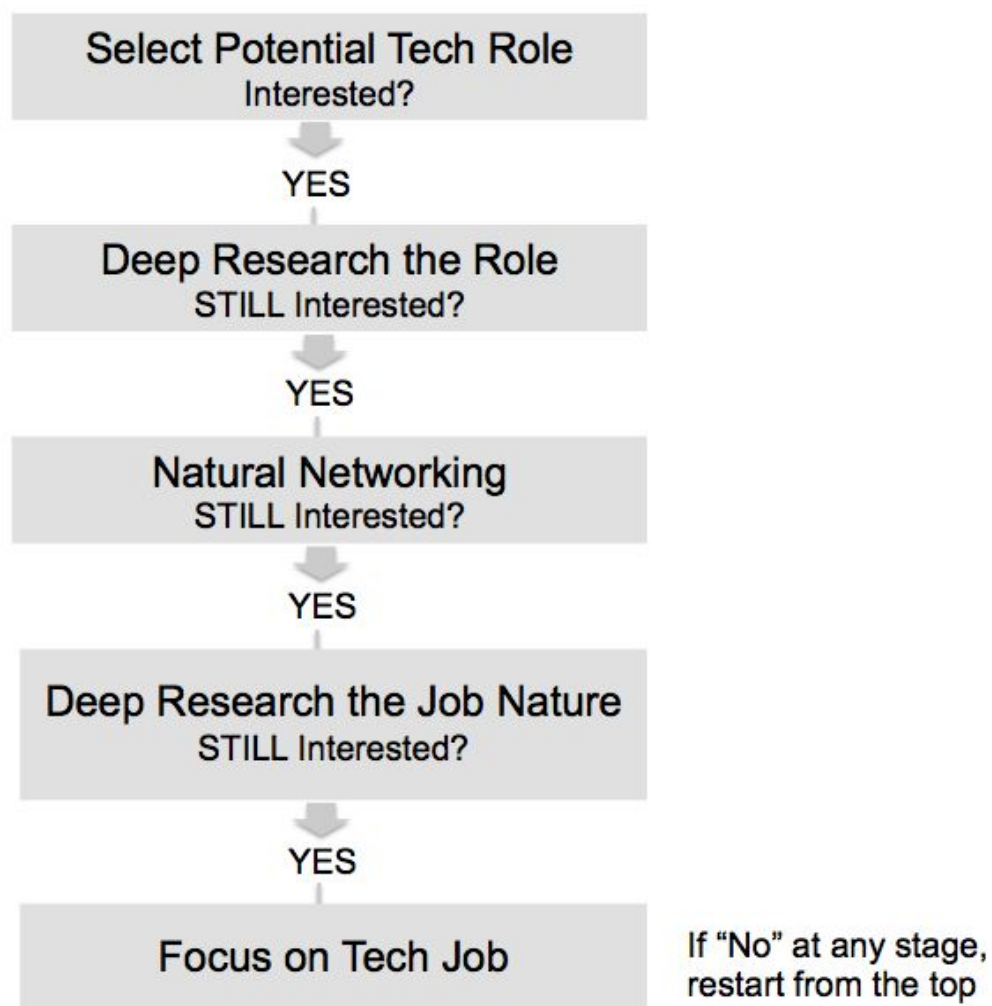 Select Potential Tech Role
Interested?
YES
Deep Research the Role
STILL Interested?
YES
Natural Networking
STILL Interested?
YES
Deep Research the Job Nature
STILL Interested?
YES
Focus on Tech Job
If “No” at any stage,
restart from the top